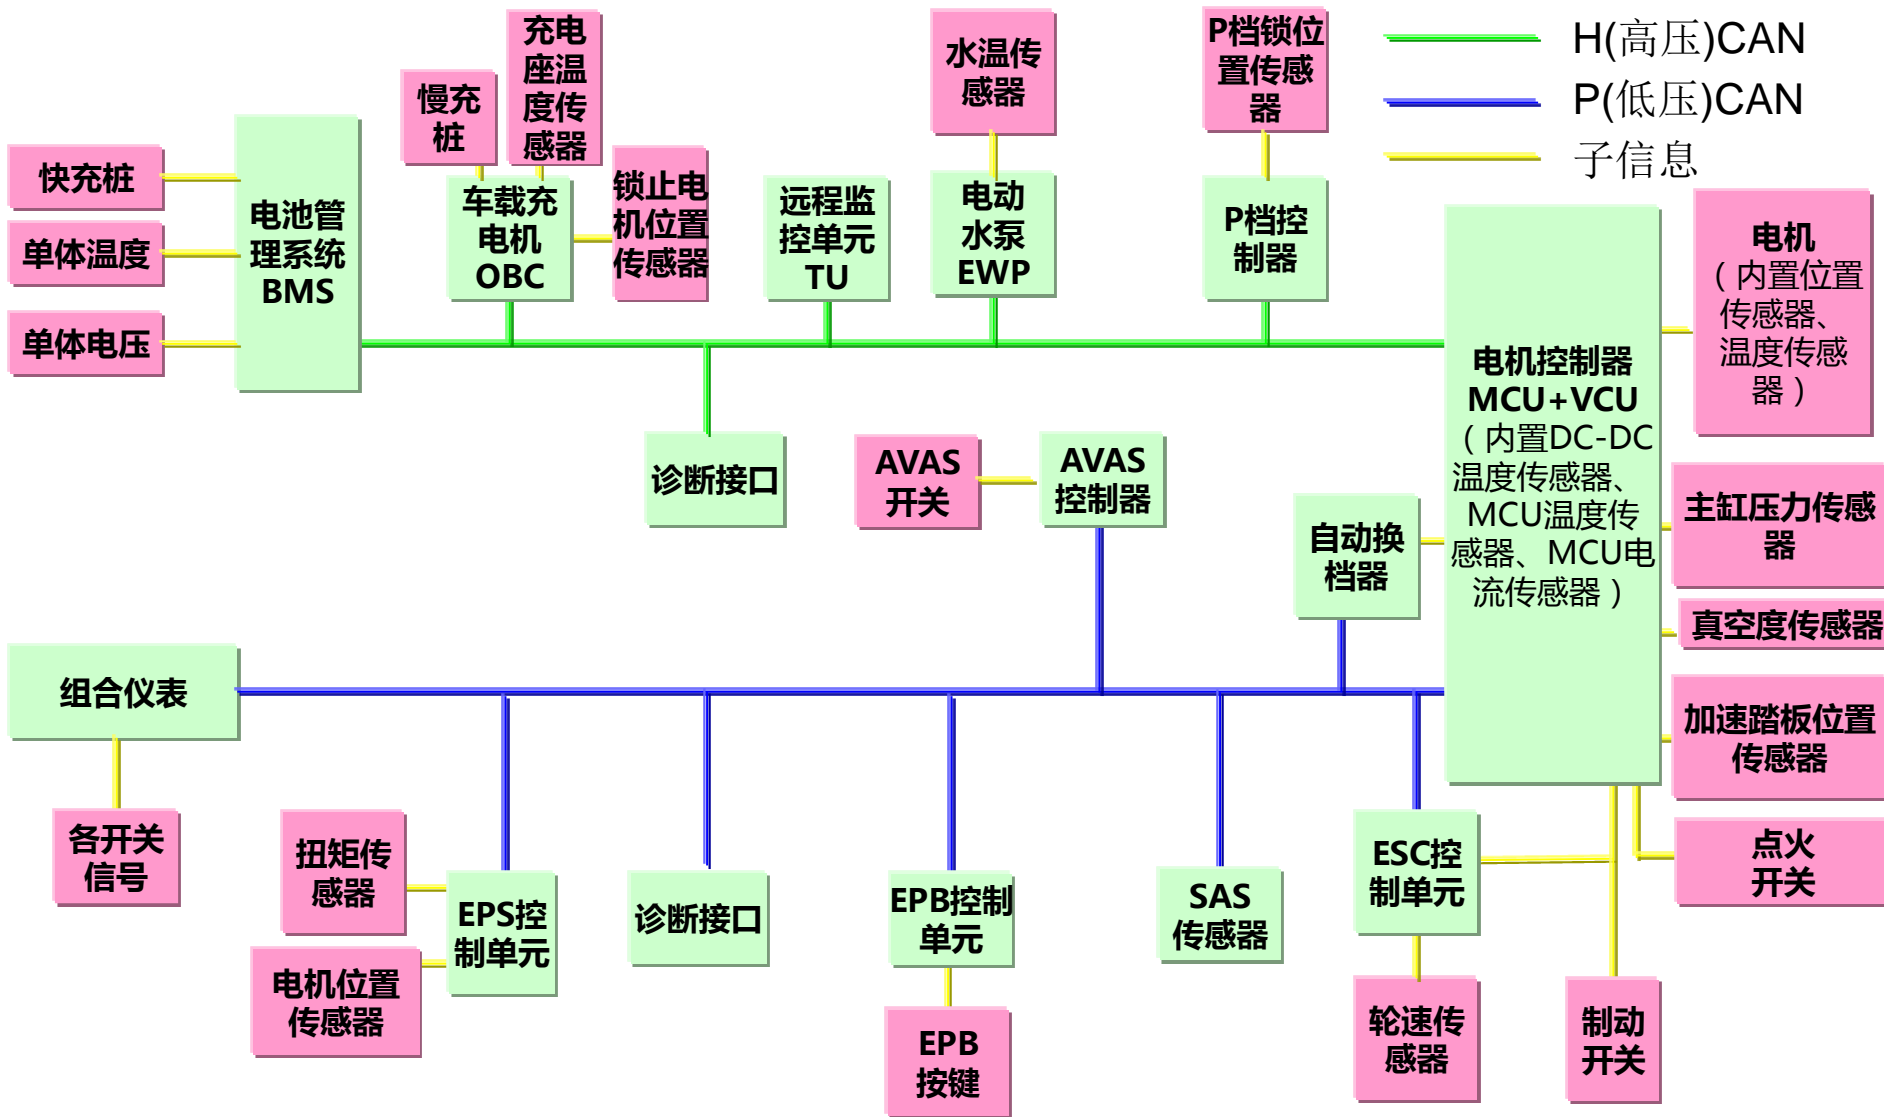 H(高压)CAN
P(低压)CAN
子信息
快充桩
单体温度
单体电压
电池管
理系统
BMS
慢充
桩
充电
座温
度传
感器
车载充
电机
OBC
锁止电
机位置
传感器
远程监
控单元
TU
水温传
感器
电动
水泵
EWP
P档锁位
置传感
器
P档控
制器
电机
（内置位置
传感器、
温度传感
器）
电机控制器
MCU+VCU
（内置DC-DC
温度传感器、
MCU温度传
感器、MCU电
流传感器）
诊断接口
AVAS
开关
AVAS
控制器
自动换
档器
主缸压力传感
器
真空度传感器
加速踏板位置
传感器
点火
开关
组合仪表
各开关
信号
扭矩传
感器
电机位置
传感器
EPS控
制单元
诊断接口
EPB控制
单元
EPB
按键
SAS
传感器
ESC控
制单元
轮速传
感器
制动
开关